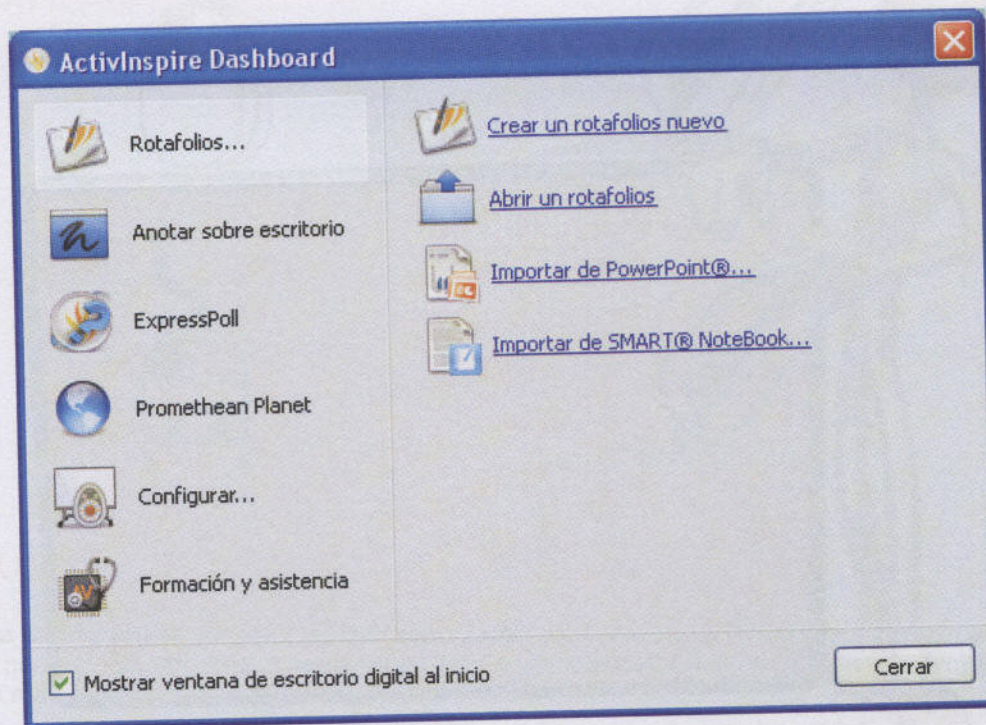 ActivInspire Dashboard
Rotafolios...
Anotar sobre escritorio
ExpressPoll
Promethean Planet
Configurar...
Formación y asistencia
Crear un rotafolios nuevo
Abrir un rotafolios
Importar de PowerPoint®...
Importar de SMART® NoteBook...
Mostrar ventana de escritorio digital al inicio
Cerrar